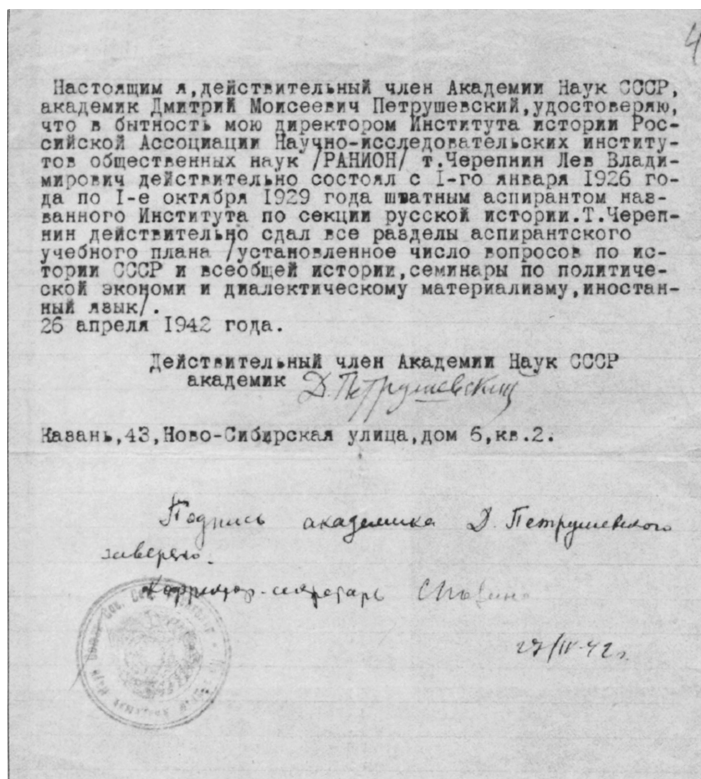 4
Настоящим я,действительный член Академии Наук СССР,
академик Дмитрий Моисеевич Петрушевский,удостоверяю,
что в бытность мою директором Института истории Рос-
сийской Ассоциации Научно-исследовательских институ-
тов общественных наук /РАНИОН/ т.Черепнин Лев Влади-
мирович действительно состоял с I-го января 1926 го-
да по I-е октября 1929 года штатным аспирантом наз-
ванного Института по секции русской истории.Т.Череп-
нин действительно сдал все разделы аспирантского
учебного плана /установленное число вопросов по ис-
тории СССР и всеобщей истории,семинары по политиче-
ской экономи и диалектическому материализму,иностан-
ный язык/.
26 апреля 1942 года.
Действительный член Академии Наук СССР
академик Д.Петрушевский
Казань,43,Ново-Сибирская улица,дом 6,кв.2.
Подпись академика Д. Петрушевского
заверяю.
секретарь
27/IV-42г.